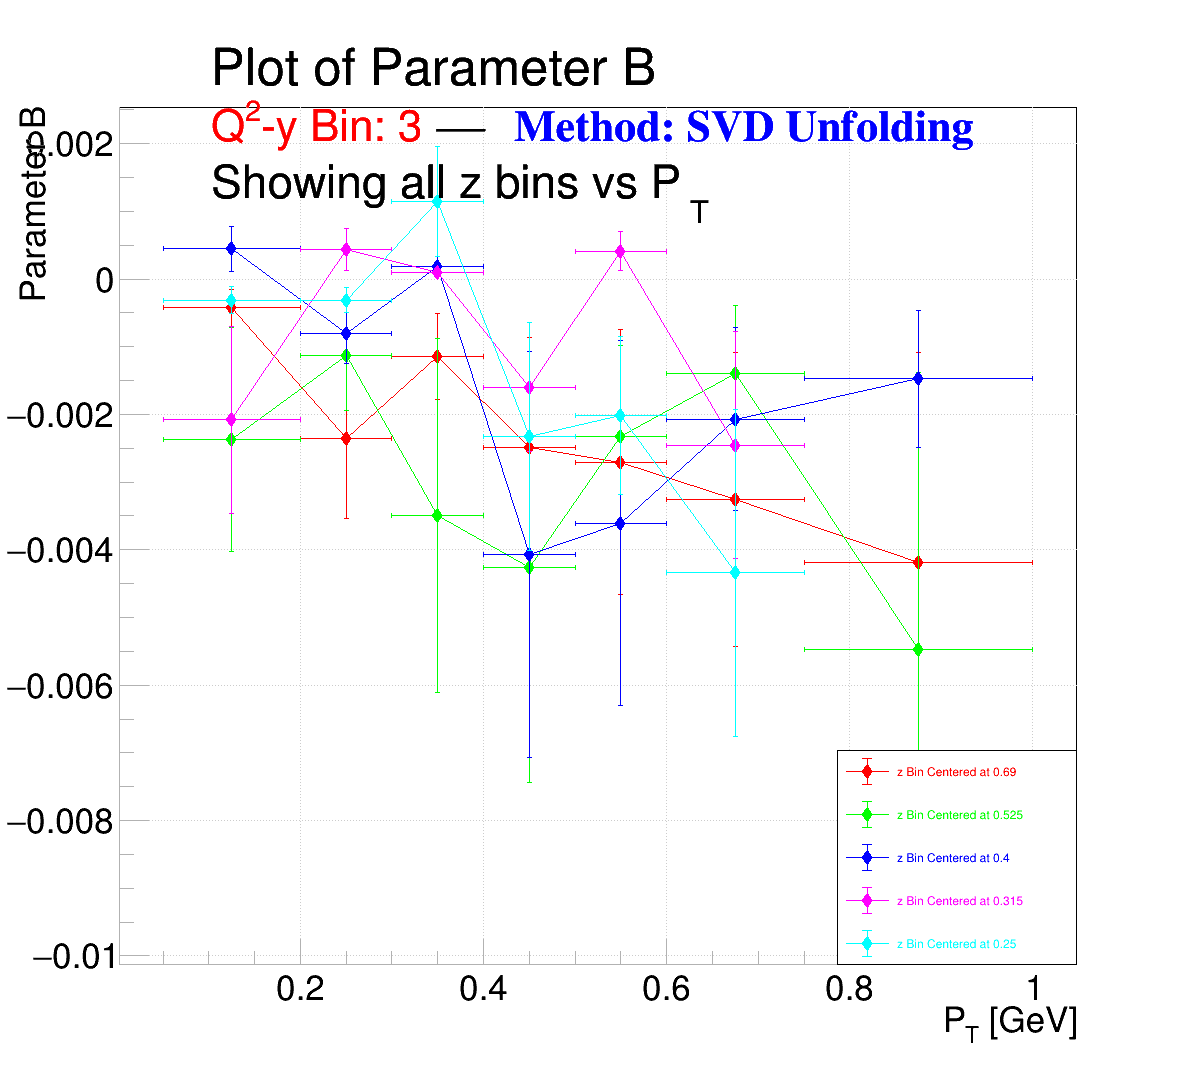 Plot of Parameter B
Q²-y Bin: 3 — Method: SVD Unfolding
Showing all z bins vs P_T
Parameter B
0.002
0
−0.002
−0.004
−0.006
−0.008
−0.01
z Bin Centered at 0.69
z Bin Centered at 0.525
z Bin Centered at 0.4
z Bin Centered at 0.315
z Bin Centered at 0.25
0.2 0.4 0.6 0.8 1
P_T [GeV]